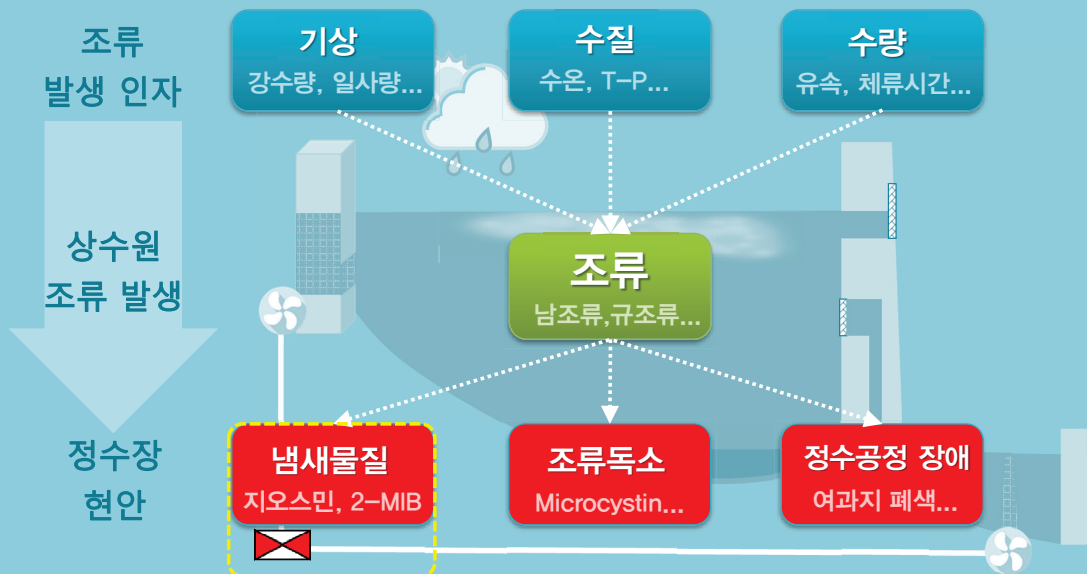 조류
발생 인자
기상
강수량, 일사량...
수질
수온, T-P...
수량
유속, 체류시간...
상수원
조류 발생
조류
남조류,규조류...
정수장
현안
냄새물질
지오스민, 2-MIB
조류독소
Microcystin...
정수공정 장애
여과지 폐색...